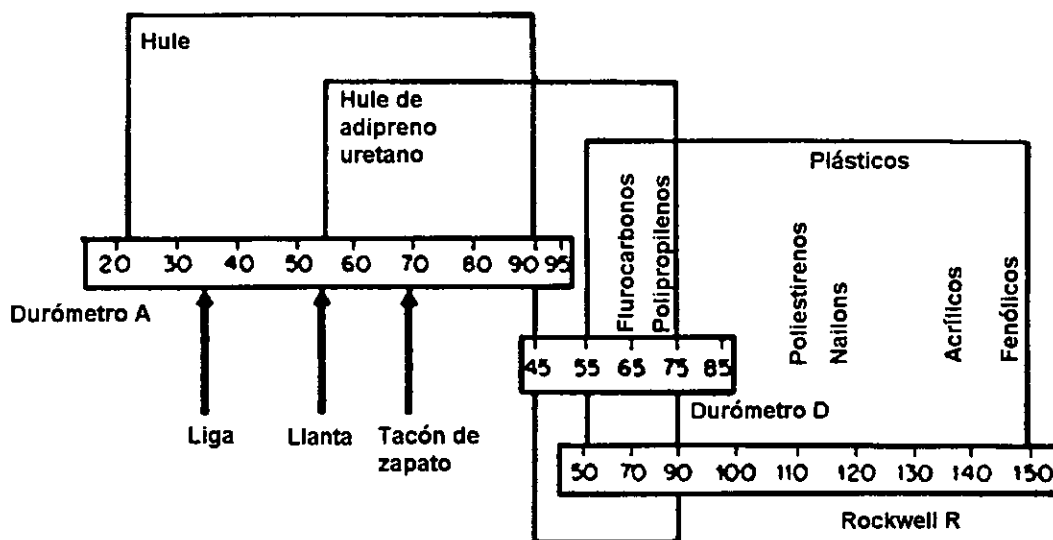 Hule
Hule de
adipreno
uretano
Plásticos
Flurocarbonos
Polipropilenos
Poliestirenos
Nailons
Acrílicos
Fenólicos
20 30 40 50 60 70 80 90 95
Durómetro A
45 55 65 75 85
Durómetro D
Liga
Llanta
Tacón de
zapato
50 70 90 100 110 120 130 140 150
Rockwell R